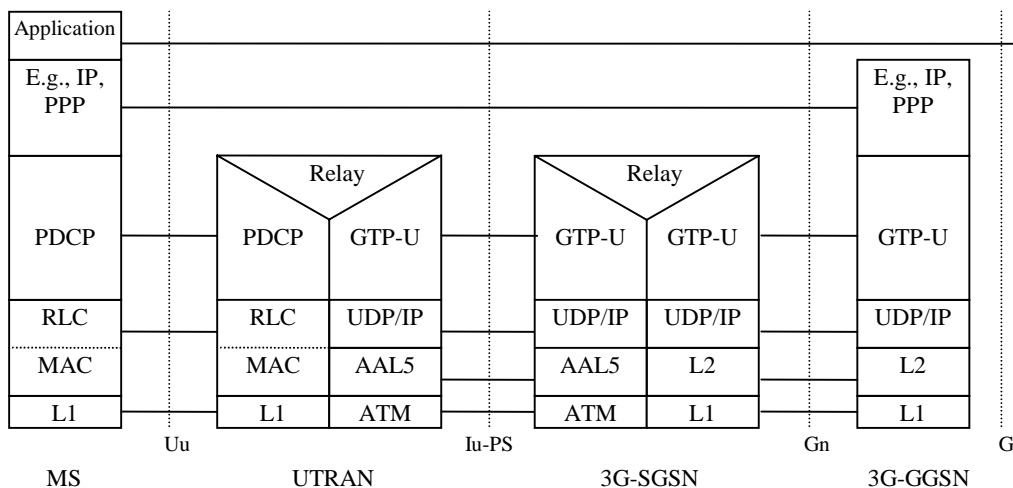 Application
E.g., IP,
PPP
E.g., IP,
PPP
Relay
Relay
PDCP
PDCP
GTP-U
GTP-U
GTP-U
GTP-U
RLC
RLC
UDP/IP
UDP/IP
UDP/IP
UDP/IP
MAC
MAC
AAL5
AAL5
L2
L2
L1
L1
ATM
ATM
L1
L1
Uu
Iu-PS
Gn
G
MS
UTRAN
3G-SGSN
3G-GGSN